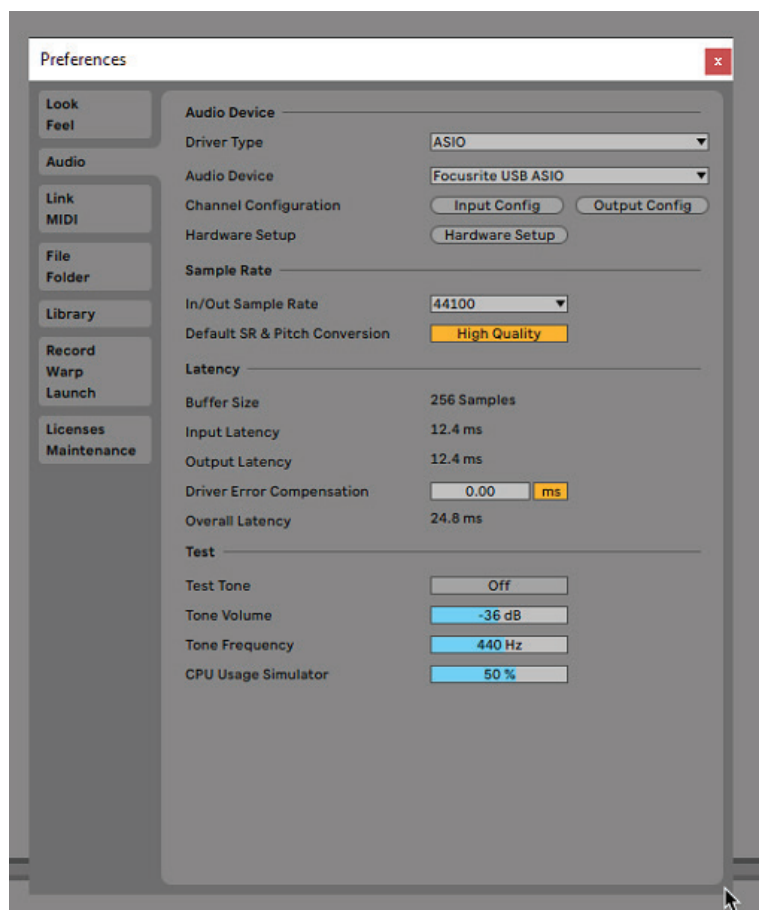 Preferences
x
Look
Feel
Audio
Link
MIDI
File
Folder
Library
Record
Warp
Launch
Licenses
Maintenance
Audio Device
Driver Type ASIO
Audio Device Focusrite USB ASIO
Channel Configuration Input Config Output Config
Hardware Setup Hardware Setup
Sample Rate
In/Out Sample Rate 44100
Default SR & Pitch Conversion High Quality
Latency
Buffer Size 256 Samples
Input Latency 12.4 ms
Output Latency 12.4 ms
Driver Error Compensation 0.00 ms
Overall Latency 24.8 ms
Test
Test Tone Off
Tone Volume -36 dB
Tone Frequency 440 Hz
CPU Usage Simulator 50 %